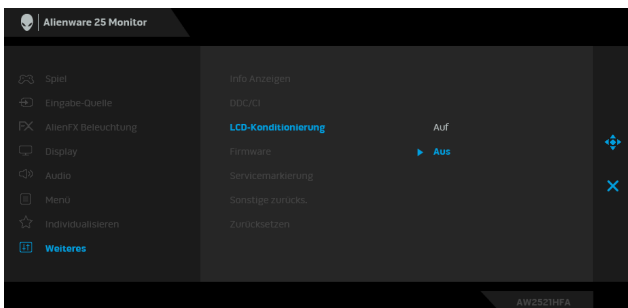 Alienware 25 Monitor
Spiel
Eingabe-Quelle
AlienFX Beleuchtung
Display
Audio
Menü
Individualisieren
Weiteres
Info Anzeigen
DDC/CI
LCD-Konditionierung
Firmware
Servicemarkierung
Sonstige zurücks.
Zurücksetzen
Auf
Aus
AW2521HFA